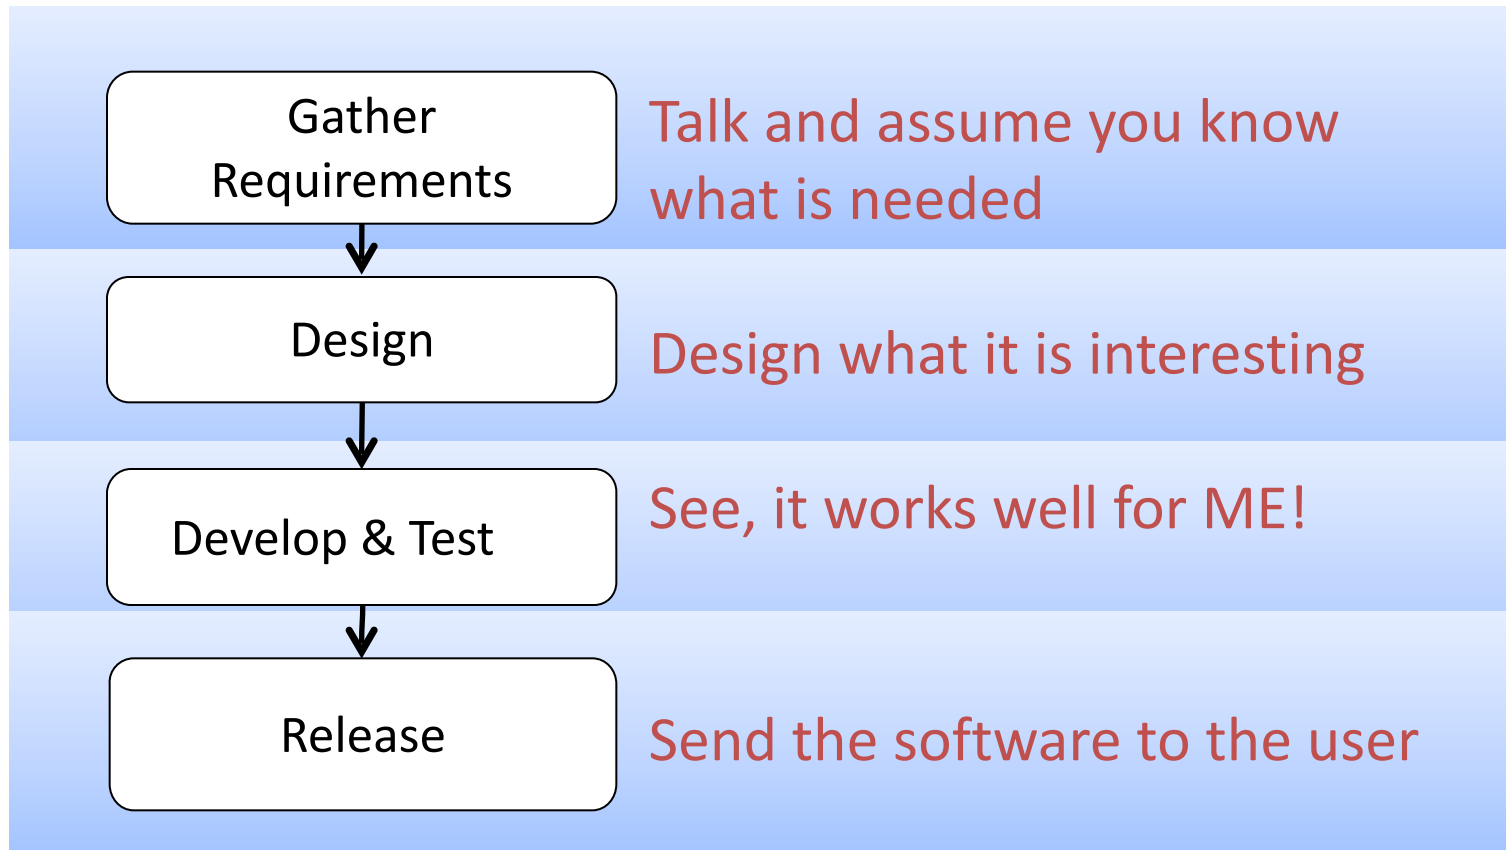 Gather
Requirements
Talk and assume you know
what is needed
Design
Design what it is interesting
Develop & Test
See, it works well for ME!
Release
Send the software to the user